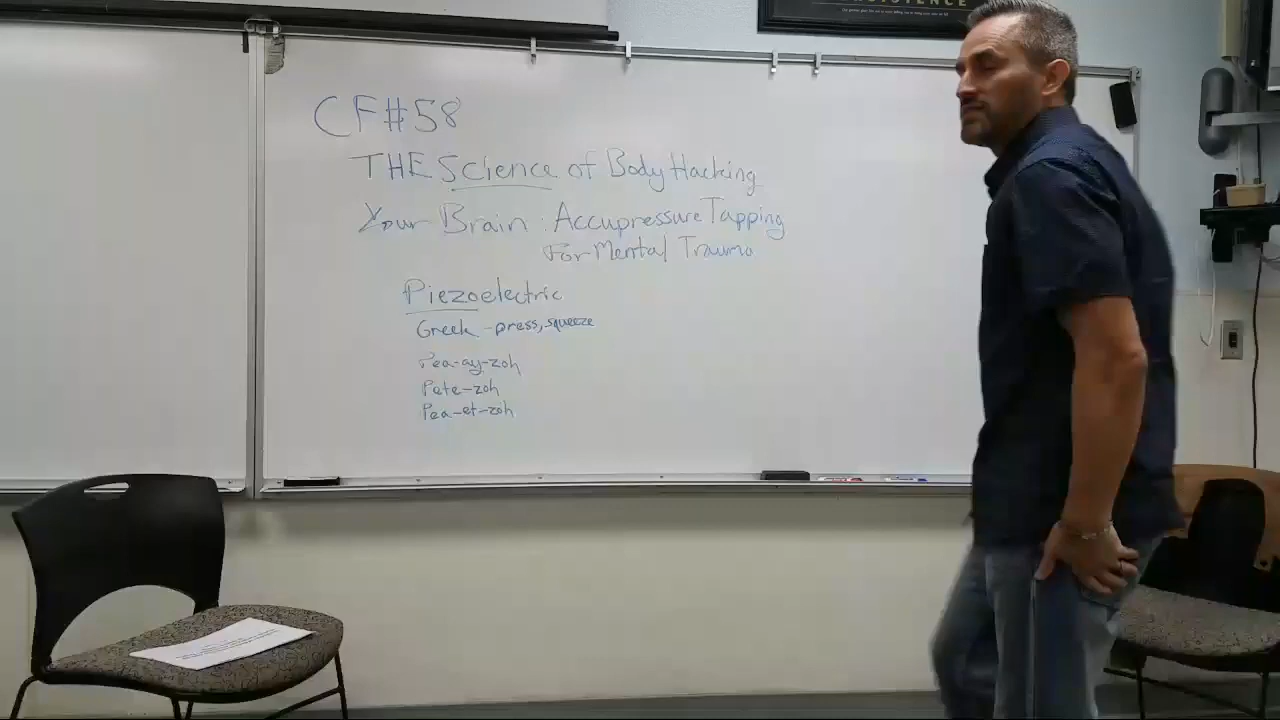 CF#58
THE Science of Body Hacking
Your Brain: Accupressure Tapping
For Mental Trauma
Piezoelectric
Greek - press, squeeze
Pea-ay-zoh
Pete-zoh
Pea-et-zoh